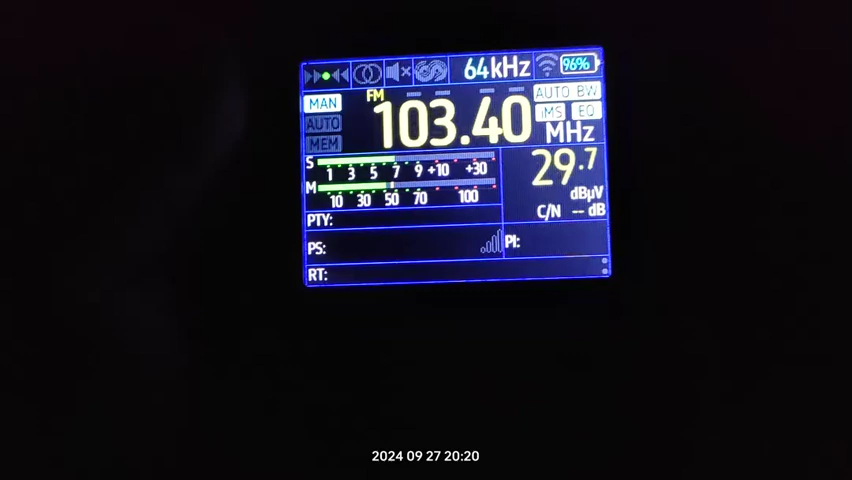 64kHz 96%
MAN FM AUTO BW
AUTO 103.40 iMS EQ
MEM MHz
S 1 3 5 7 9 +10 +30 29.7
M 10 30 50 70 100 dBµV
C/N -- dB
PTY:
PS: PI:
RT:
2024 09 27 20:20